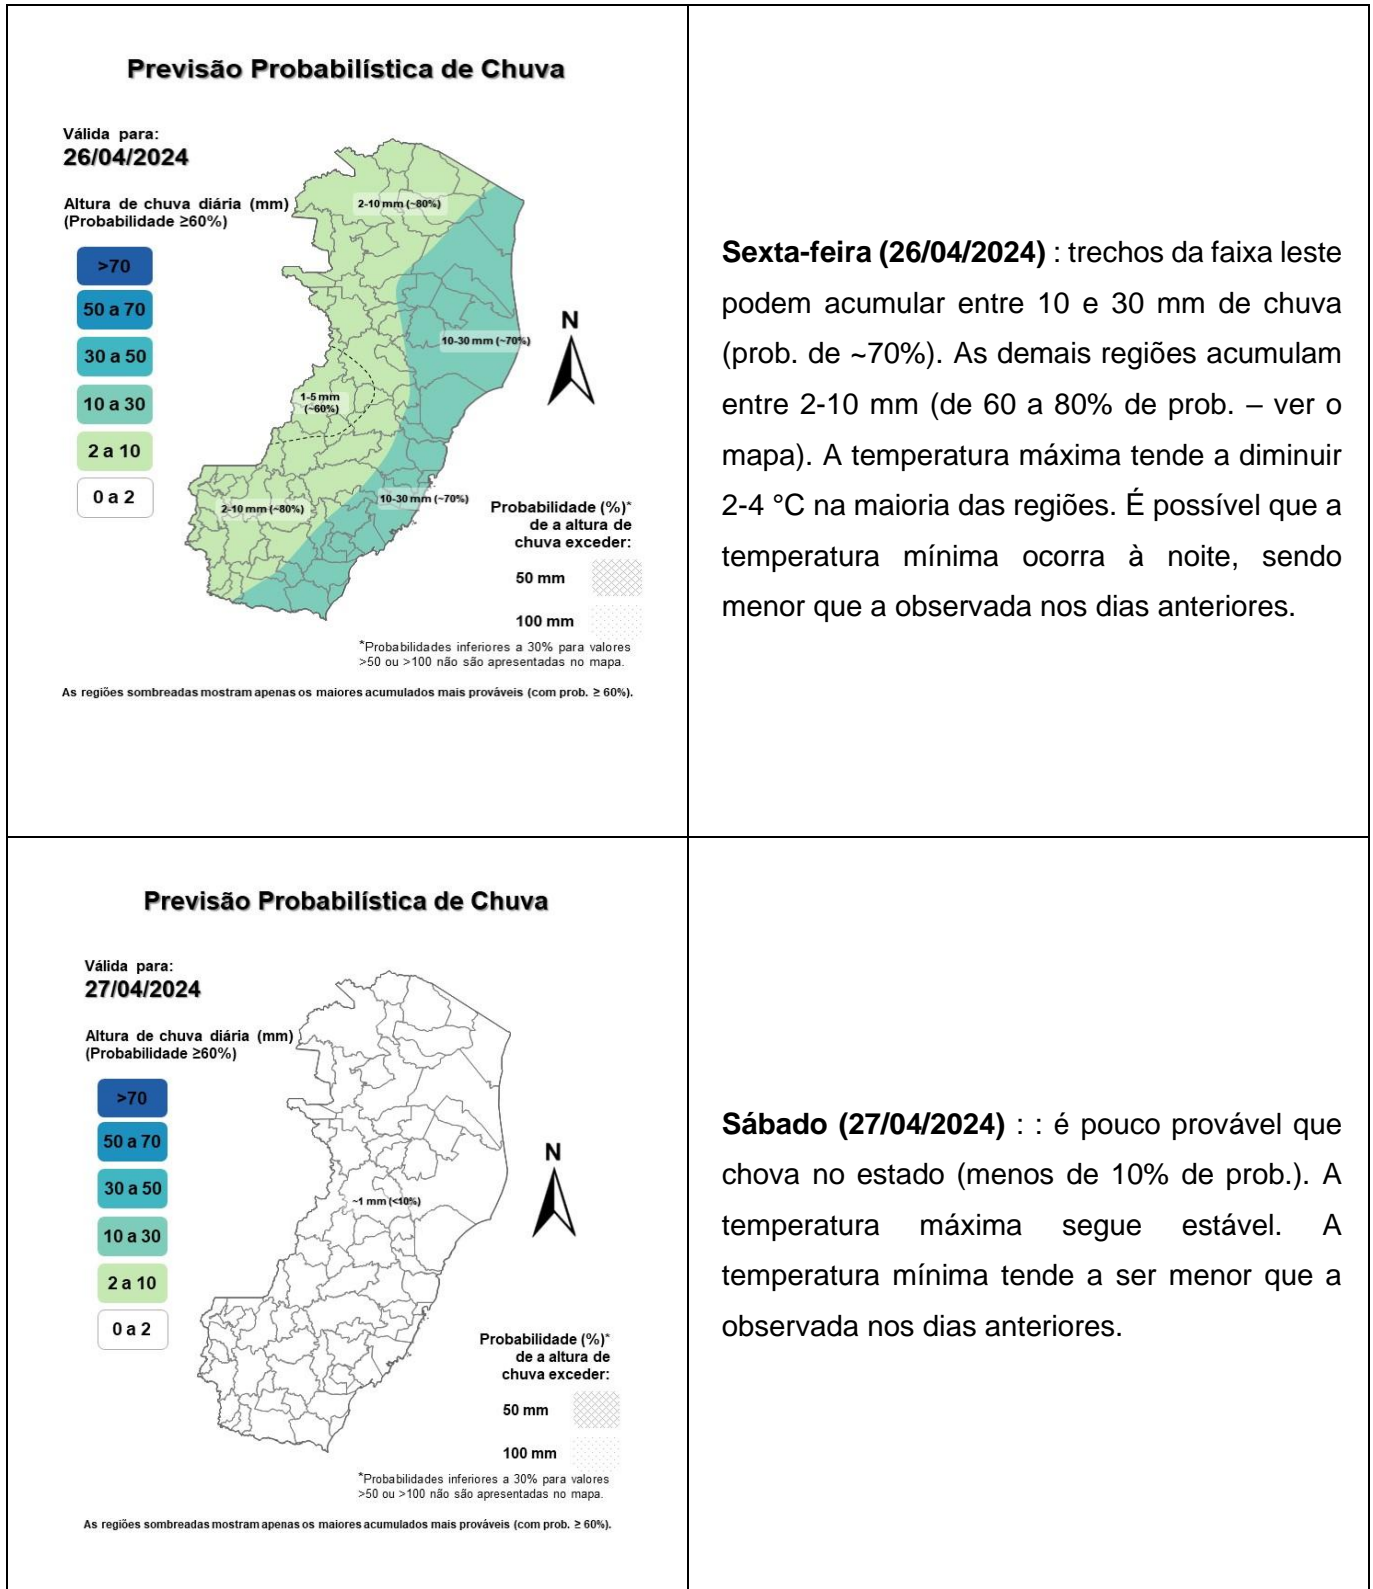 Previsão Probabilística de Chuva
Válida para:
26/04/2024
Altura de chuva diária (mm)
(Probabilidade ≥60%)
>70
50 a 70
30 a 50
10 a 30
2 a 10
0 a 2
2-10 mm (~80%)
10-30 mm (~70%)
1-5 mm
(~60%)
10-30 mm (~70%)
2-10 mm (~80%)
N
Probabilidade (%)*
de a altura de
chuva exceder:
50 mm
100 mm
*Probabilidades inferiores a 30% para valores
>50 ou >100 não são apresentadas no mapa.
As regiões sombreadas mostram apenas os maiores acumulados mais prováveis (com prob. ≥ 60%).
Sexta-feira (26/04/2024) : trechos da faixa leste
podem acumular entre 10 e 30 mm de chuva
(prob. de ~70%). As demais regiões acumulam
entre 2-10 mm (de 60 a 80% de prob. – ver o
mapa). A temperatura máxima tende a diminuir
2-4 °C na maioria das regiões. É possível que a
temperatura mínima ocorra à noite, sendo
menor que a observada nos dias anteriores.
Previsão Probabilística de Chuva
Válida para:
27/04/2024
Altura de chuva diária (mm)
(Probabilidade ≥60%)
>70
50 a 70
30 a 50
10 a 30
2 a 10
0 a 2
~1 mm (<10%)
N
Probabilidade (%)*
de a altura de
chuva exceder:
50 mm
100 mm
*Probabilidades inferiores a 30% para valores
>50 ou >100 não são apresentadas no mapa.
As regiões sombreadas mostram apenas os maiores acumulados mais prováveis (com prob. ≥ 60%).
Sábado (27/04/2024) : : é pouco provável que
chova no estado (menos de 10% de prob.). A
temperatura máxima segue estável. A
temperatura mínima tende a ser menor que a
observada nos dias anteriores.